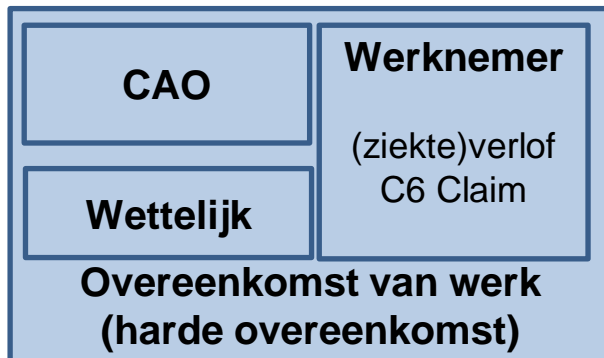 CAO
Wettelijk
Werknemer
(ziekte)verlof
C6 Claim
Overeenkomst van werk
(harde overeenkomst)